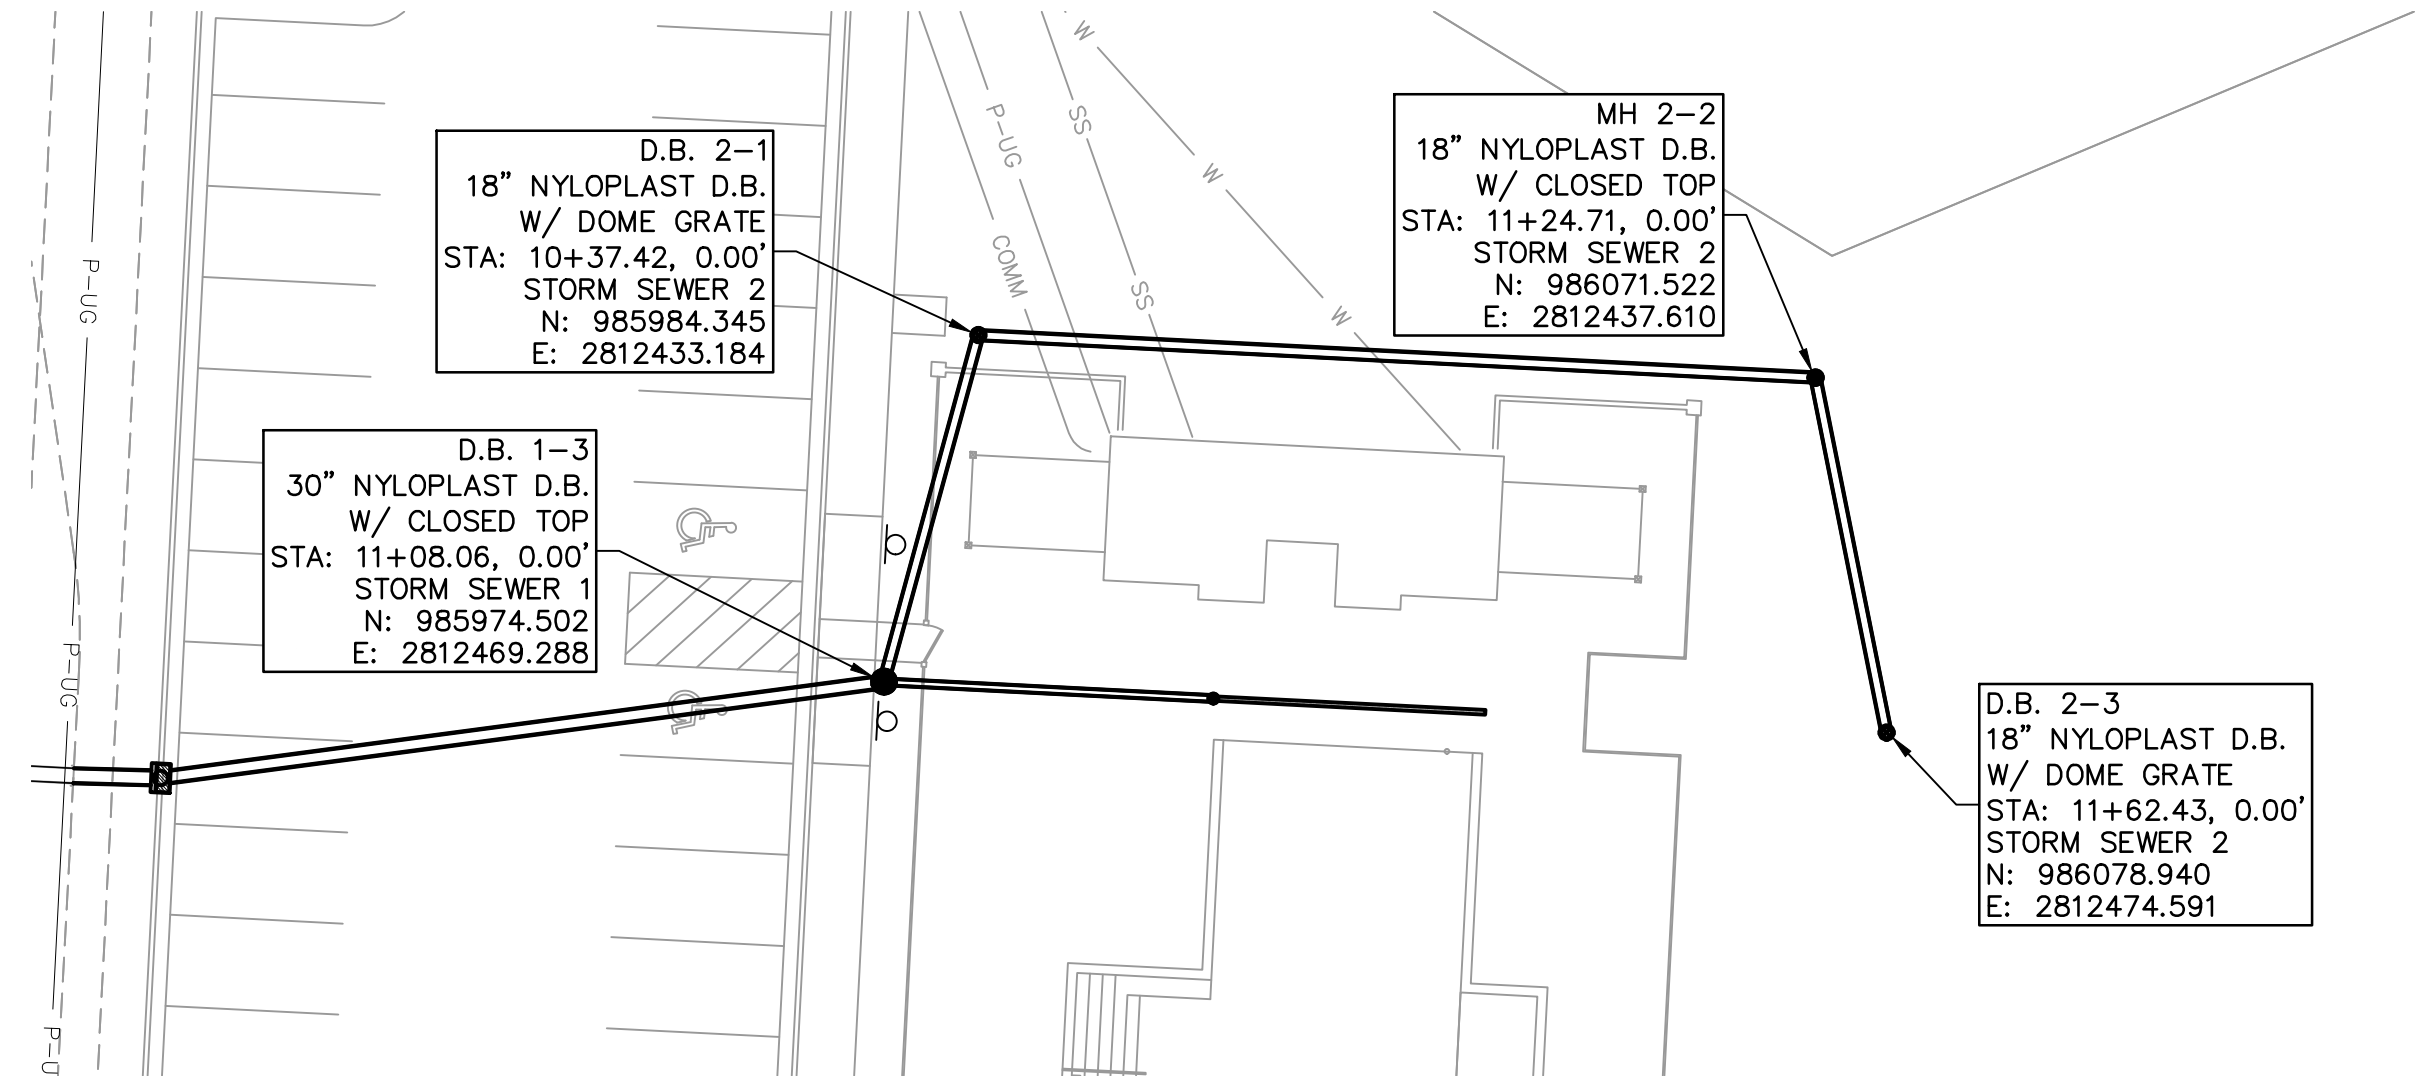 D.B. 2-1
18" NYLOPLAST D.B.
W/ DOME GRATE
STA: 10+37.42, 0.00'
STORM SEWER 2
N: 985984.345
E: 2812433.184
MH 2-2
18" NYLOPLAST D.B.
W/ CLOSED TOP
STA: 11+24.71, 0.00'
STORM SEWER 2
N: 986071.522
E: 2812437.610
D.B. 1-3
30" NYLOPLAST D.B.
W/ CLOSED TOP
STA: 11+08.06, 0.00'
STORM SEWER 1
N: 985974.502
E: 2812469.288
D.B. 2-3
18" NYLOPLAST D.B.
W/ DOME GRATE
STA: 11+62.43, 0.00'
STORM SEWER 2
N: 986078.940
E: 2812474.591
P-UG
P-UG
P-UG
P-U
COMM
P-UG
SS
SS
W
W
W